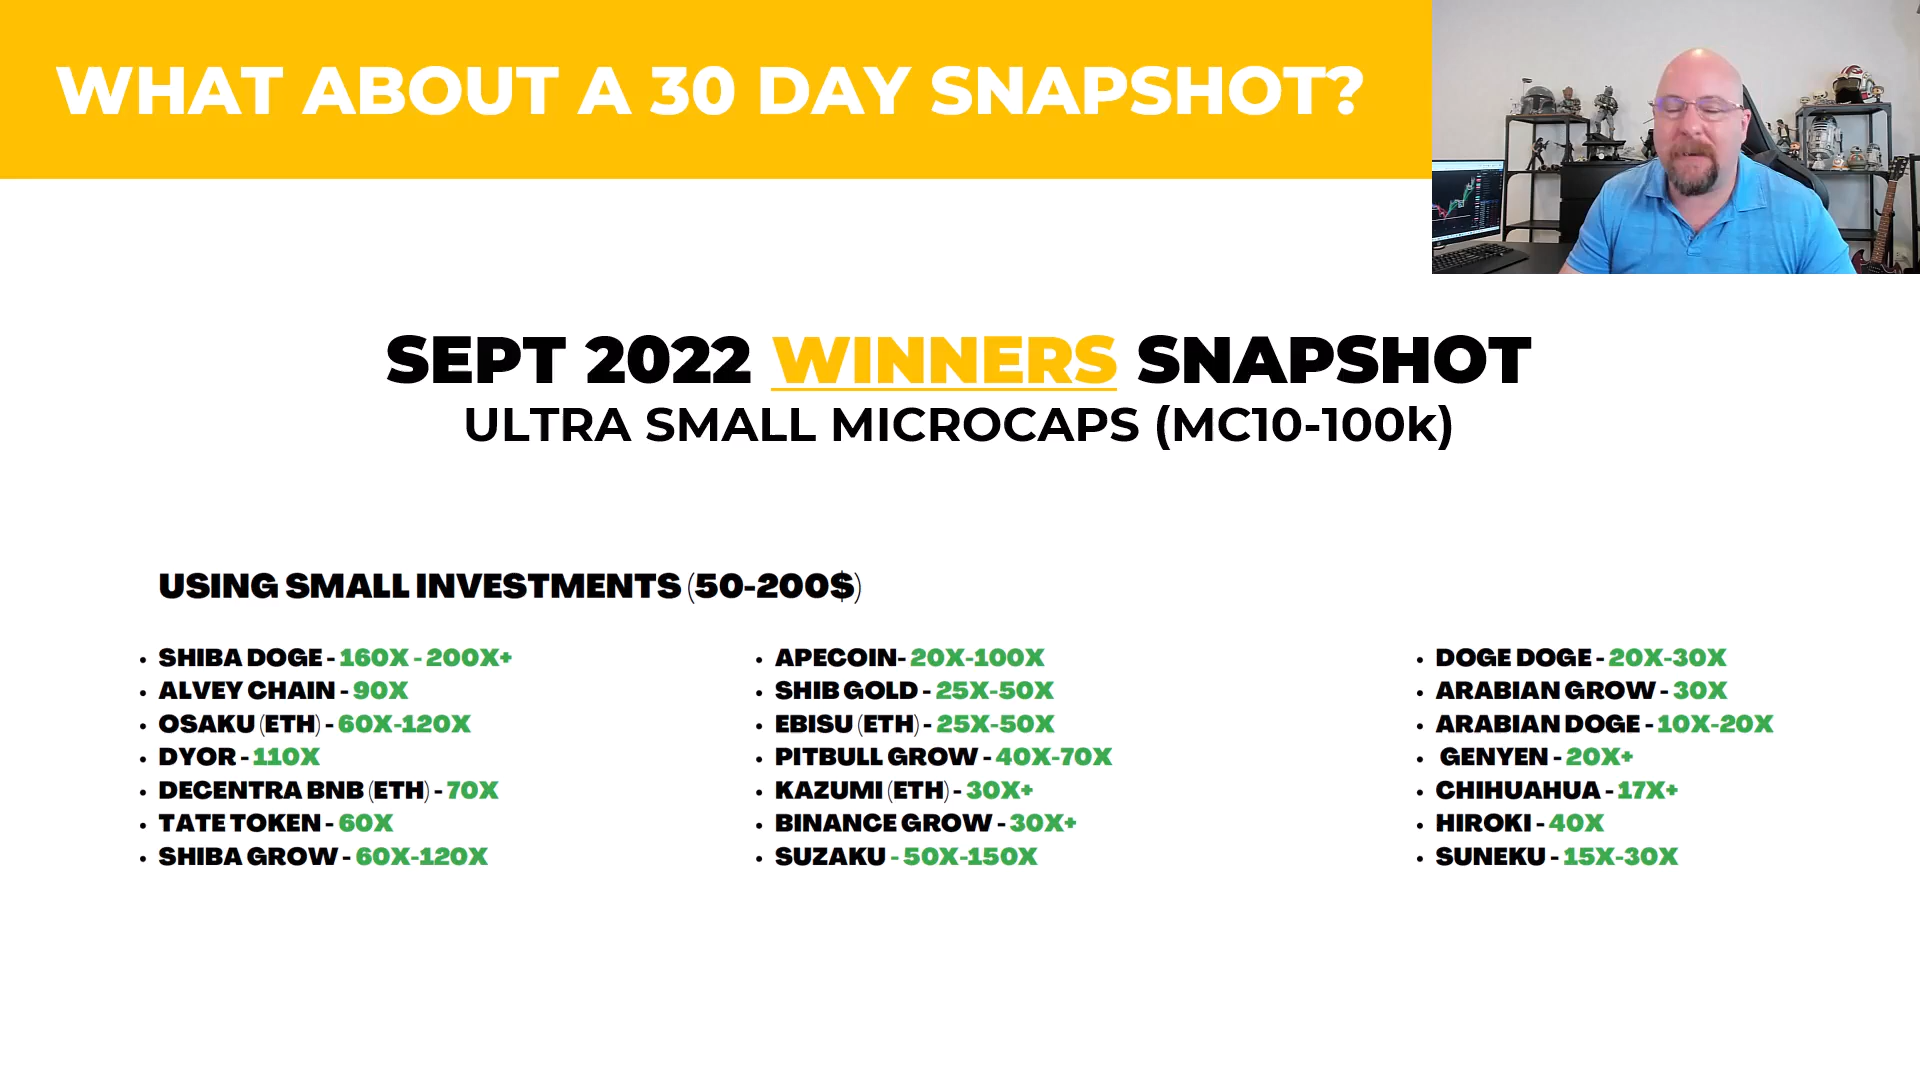 WHAT ABOUT A 30 DAY SNAPSHOT?
SEPT 2022 WINNERS SNAPSHOT
ULTRA SMALL MICROCAPS (MC10-100k)
USING SMALL INVESTMENTS (50-200$)
• SHIBA DOGE - 160X - 200X+
• ALVEY CHAIN - 90X
• OSAKU (ETH) - 60X-120X
• DYOR - 110X
• DECENTRA BNB (ETH) - 70X
• TATE TOKEN - 60X
• SHIBA GROW - 60X-120X
• APECOIN- 20X-100X
• SHIB GOLD - 25X-50X
• EBISU (ETH) - 25X-50X
• PITBULL GROW - 40X-70X
• KAZUMI (ETH) - 30X+
• BINANCE GROW - 30X+
• SUZAKU - 50X-150X
• DOGE DOGE - 20X-30X
• ARABIAN GROW - 30X
• ARABIAN DOGE - 10X-20X
• GENYEN - 20X+
• CHIHUAHUA - 17X+
• HIROKI - 40X
• SUNEKU - 15X-30X